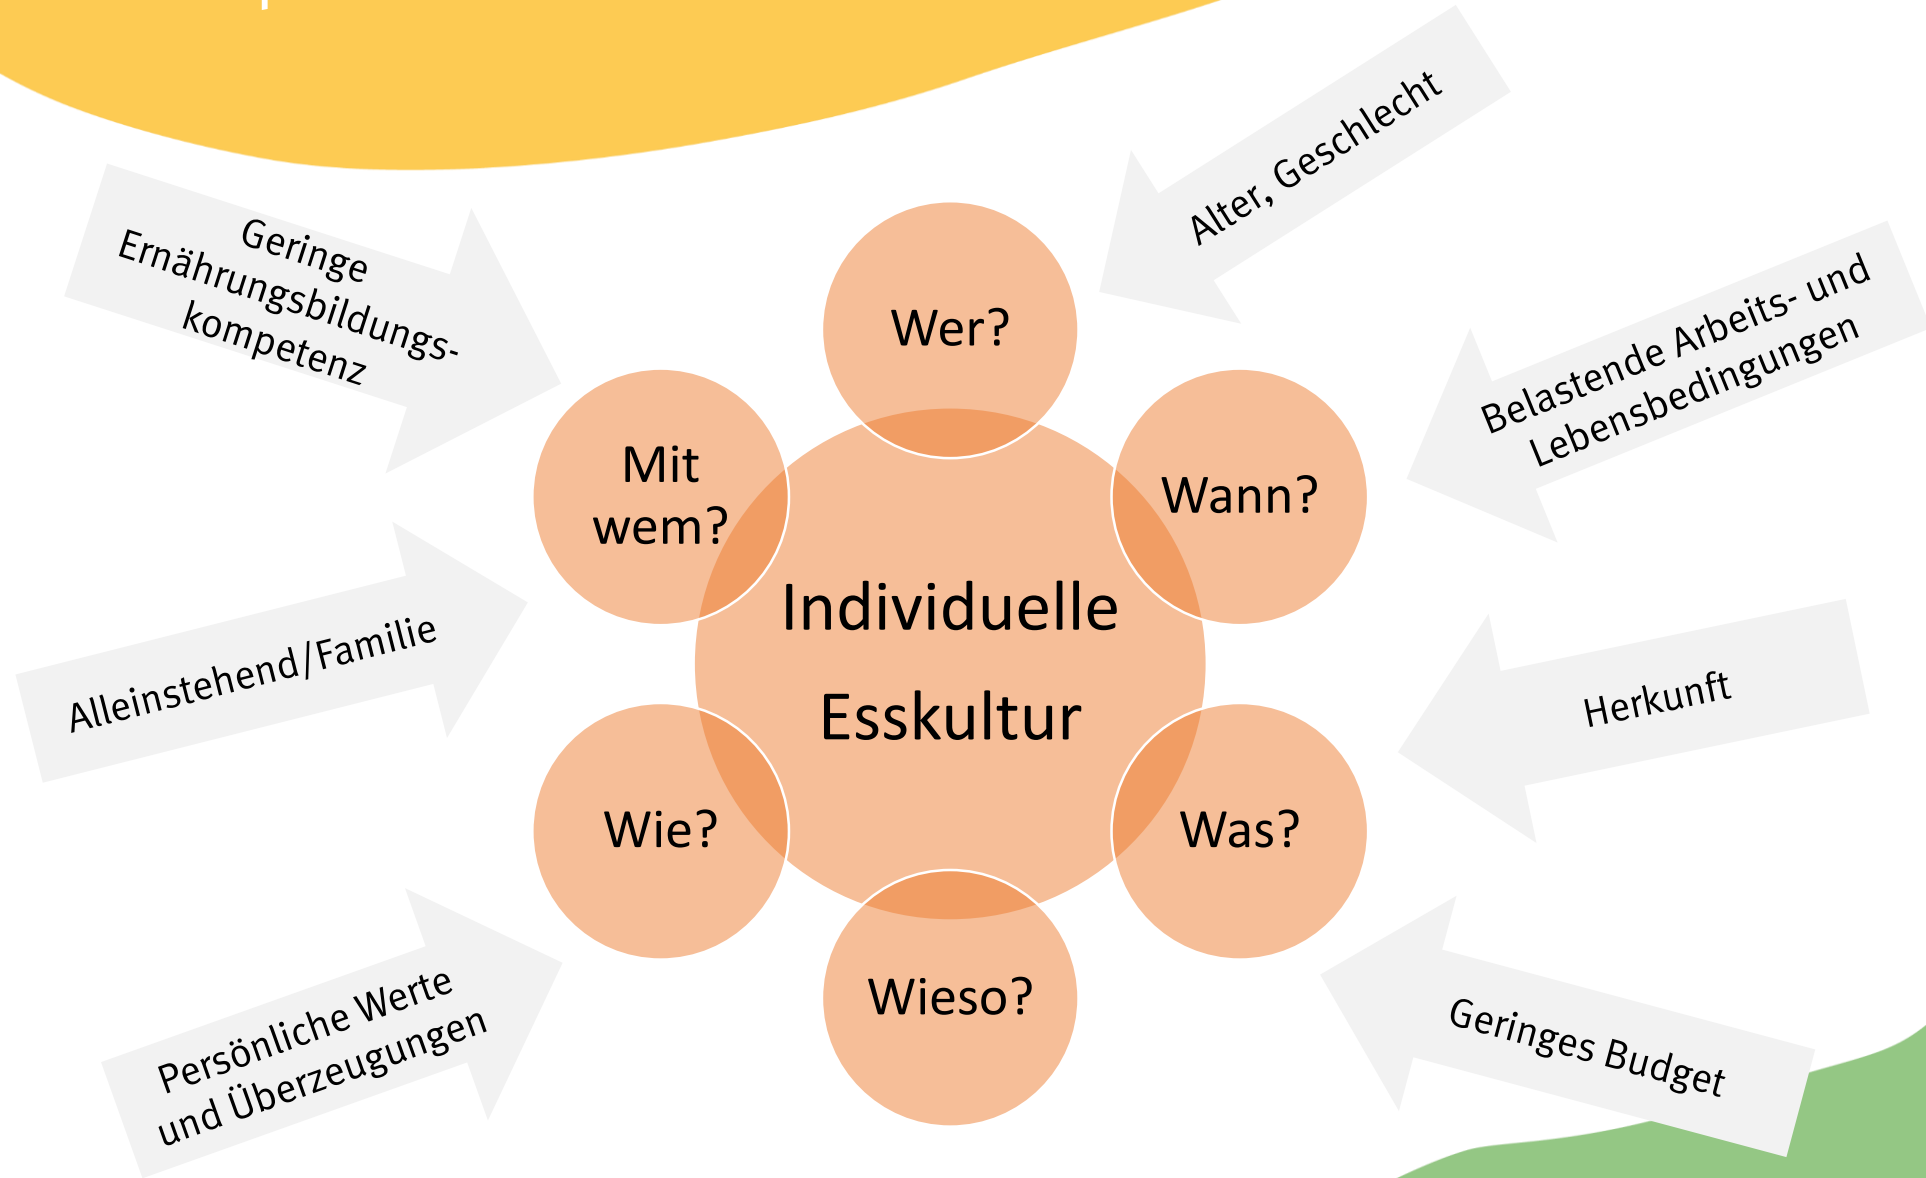 Alter, Geschlecht
Geringe
Ernährungsbildungs-
kompetenz
Wer?
Belastende Arbeits- und
Lebensbedingungen
Mit
wem?
Wann?
Individuelle
Esskultur
Alleinstehend/Familie
Herkunft
Wie?
Was?
Wieso?
Persönliche Werte
und Überzeugungen
Geringes Budget